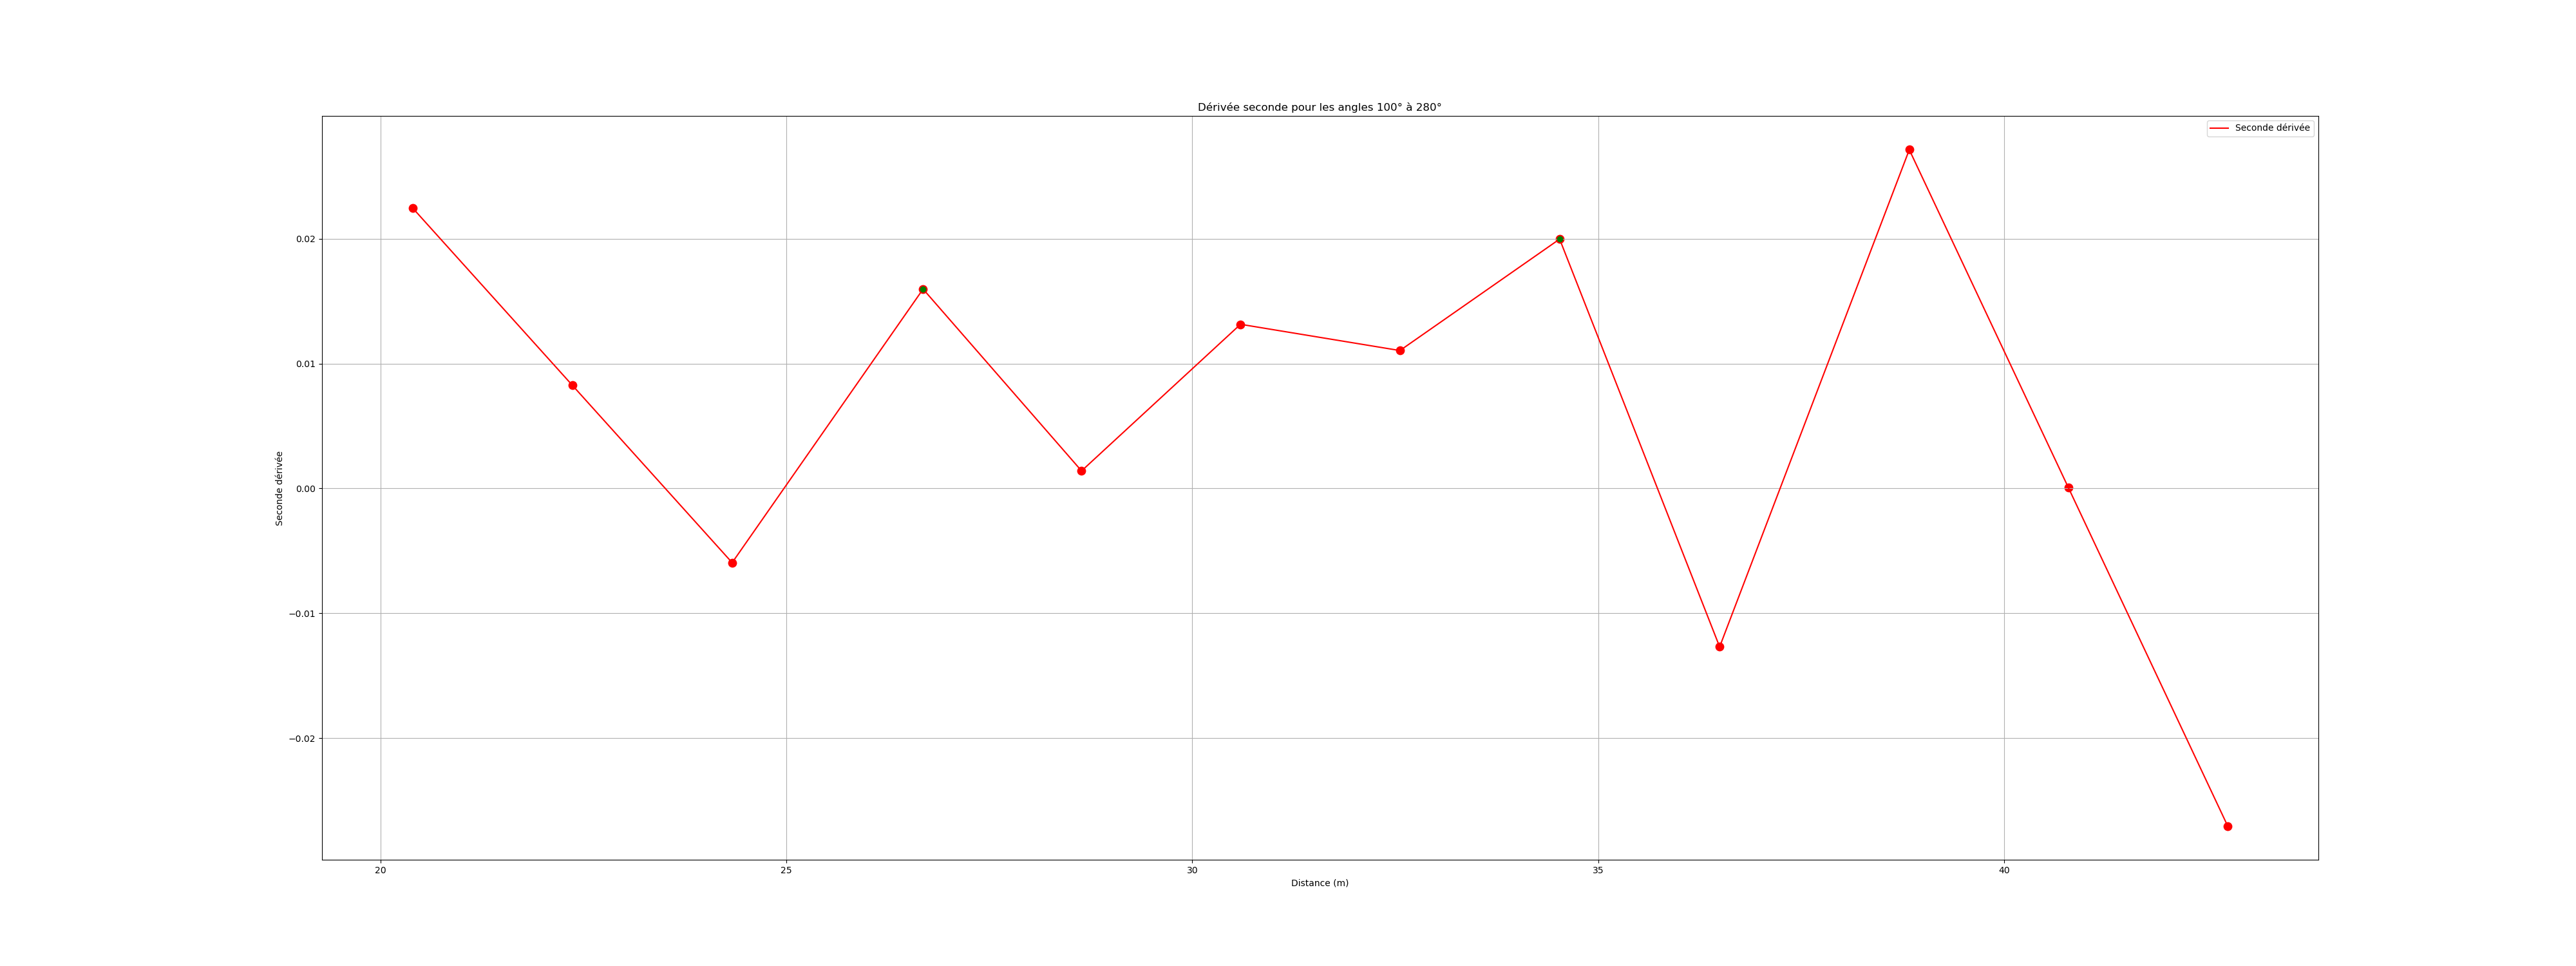 Dérivée seconde pour les angles 100° à 280°
Seconde dérivée
0.02
0.01
0.00
−0.01
−0.02
Seconde dérivée
20
25
30
35
40
Distance (m)